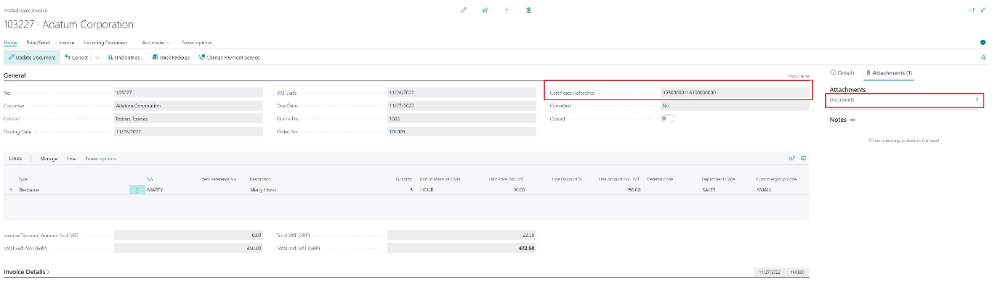 Posted Sales Invoice
103227 · Adatum Corporation
Home Print/Send Invoice Incoming Document Automate Fewer options
Update Document Correct Find entries... Track Package Change Payment Service
Details Attachments (1)
General Show more
No. 103227 VAT Date 11/26/2022 Certificate Reference JOB00000116330000000
Customer Adatum Corporation Due Date 11/27/2022 Cancelled No
Contact Robert Townes Quote No. 1003 Closed
Posting Date 11/26/2022 Order No. 101009
Attachments
Documents 1
Notes
(There is nothing to show in this view)
Lines Manage Line Fewer options
Type No. Item Reference No. Description Quantity Unit of Measure Code Unit Price Excl. VAT Line Discount % Line Amount Excl. VAT Deferral Code Department Code Customergroup Code
Resource MARTY Marty Horst 5 HOUR 90.00 450.00 SALES SMALL
Invoice Discount Amount Excl. VAT 0.00 Total VAT (GBP) 22.50
Total Excl. VAT (GBP) 450.00 Total Incl. VAT (GBP) 472.50
Invoice Details 11/27/2022 1M(8D)